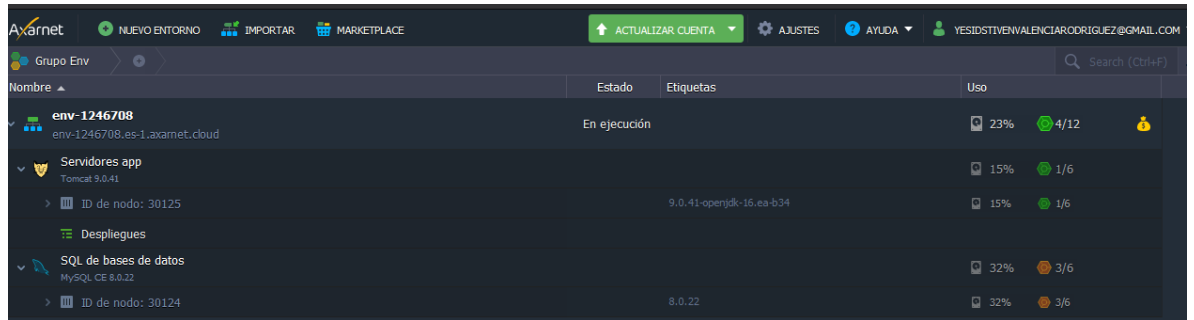 Axarnet NUEVO ENTORNO IMPORTAR MARKETPLACE ACTUALIZAR CUENTA AJUSTES AYUDA YESIDSTIVENVALENCIARODRIGUEZ@GMAIL.COM
Grupo Env Search (Ctrl+F)
Nombre Estado Etiquetas Uso
env-1246708 En ejecución 23% 4/12
env-1246708.es-1.axarnet.cloud
Servidores app 15% 1/6
Tomcat 9.0.41
ID de nodo: 30125 9.0.41-openjdk-16.ea-b34 15% 1/6
Despliegues
SQL de bases de datos 32% 3/6
MySQL CE 8.0.22
ID de nodo: 30124 8.0.22 32% 3/6